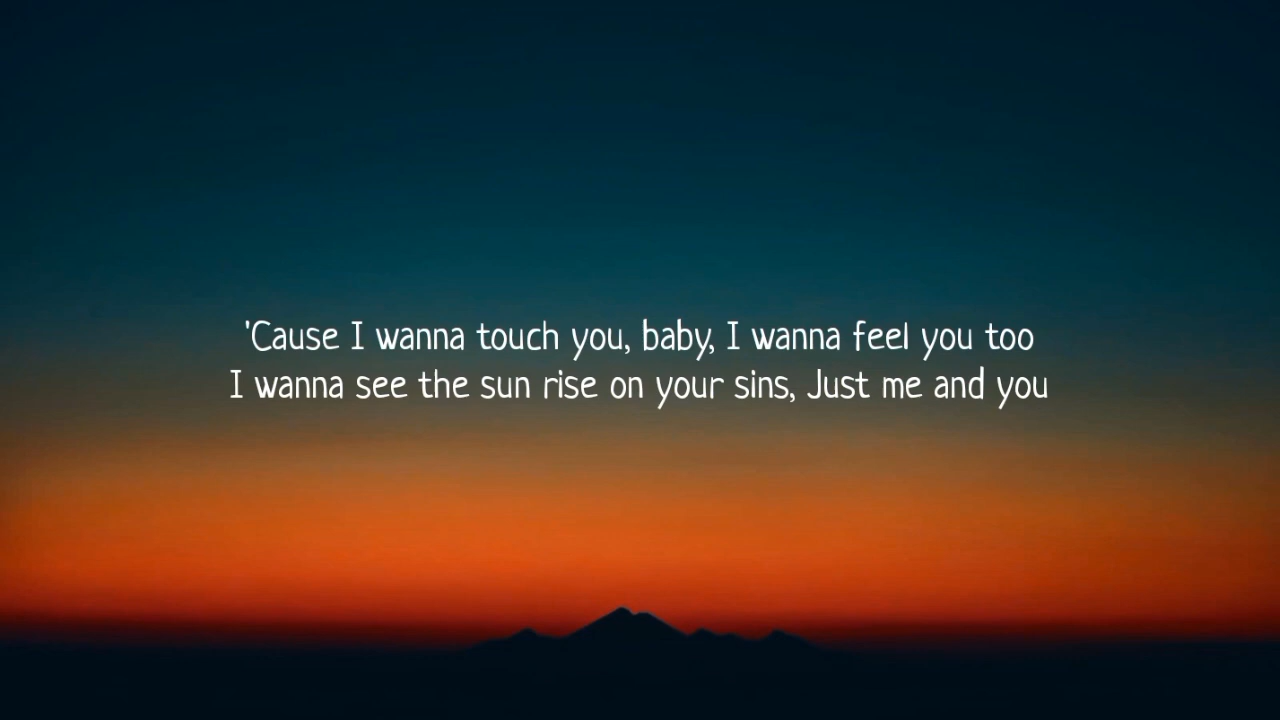 'Cause I wanna touch you, baby, I wanna feel you too
I wanna see the sun rise on your sins, Just me and you